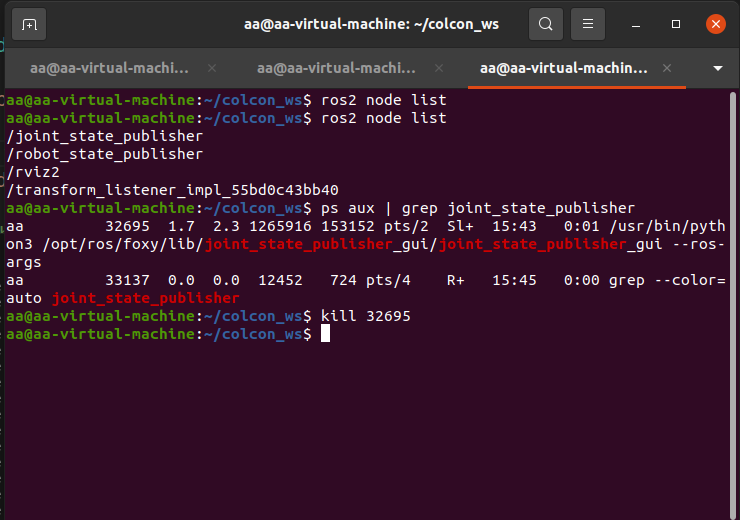 aa@aa-virtual-machine: ~/colcon_ws
aa@aa-virtual-machi...
aa@aa-virtual-machi...
aa@aa-virtual-machin...
aa@aa-virtual-machine:~/colcon_ws$ ros2 node list
aa@aa-virtual-machine:~/colcon_ws$ ros2 node list
/joint_state_publisher
/robot_state_publisher
/rviz2
/transform_listener_impl_55bd0c43bb40
aa@aa-virtual-machine:~/colcon_ws$ ps aux | grep joint_state_publisher
aa         32695  1.7  2.3 1265916 153152 pts/2  Sl+  15:43   0:01 /usr/bin/pyth
on3 /opt/ros/foxy/lib/joint_state_publisher_gui/joint_state_publisher_gui --ros-
args
aa         33137  0.0  0.0  12452   724 pts/4    R+   15:45   0:00 grep --color=
auto joint_state_publisher
aa@aa-virtual-machine:~/colcon_ws$ kill 32695
aa@aa-virtual-machine:~/colcon_ws$